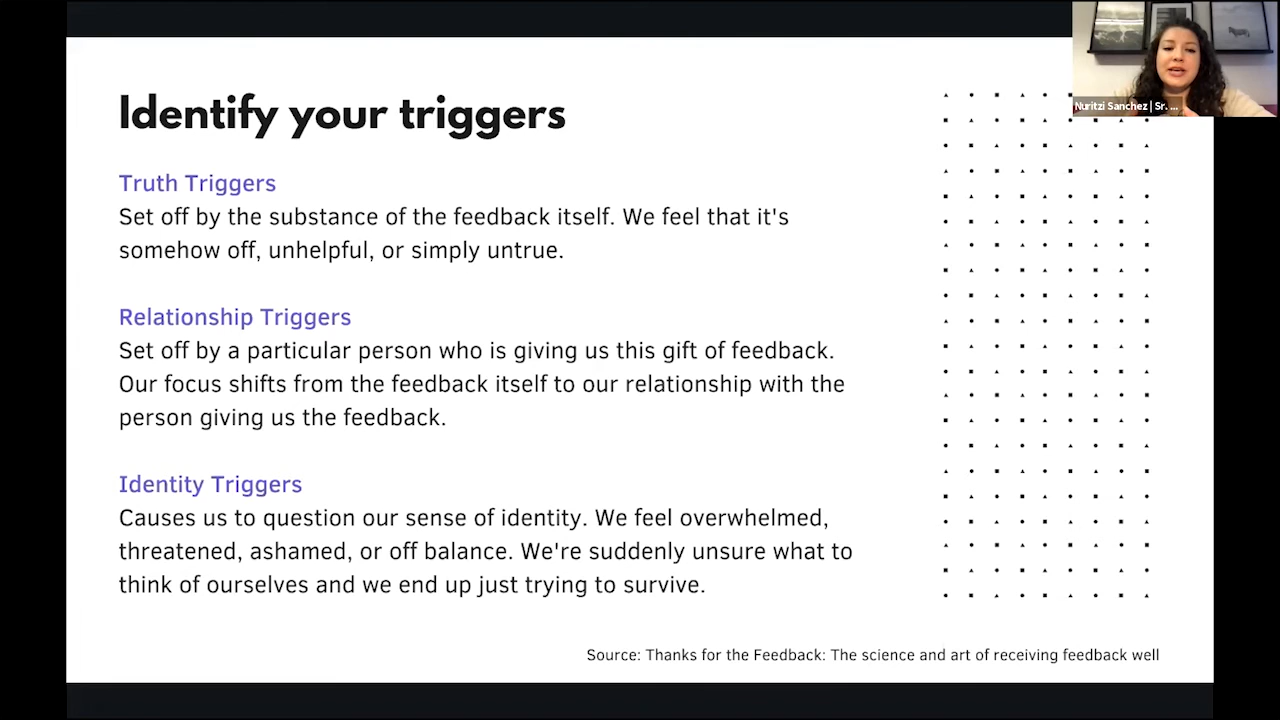 Nuritzi Sanchez | Sr. ...
Identify your triggers
Truth Triggers
Set off by the substance of the feedback itself. We feel that it's
somehow off, unhelpful, or simply untrue.
Relationship Triggers
Set off by a particular person who is giving us this gift of feedback.
Our focus shifts from the feedback itself to our relationship with the
person giving us the feedback.
Identity Triggers
Causes us to question our sense of identity. We feel overwhelmed,
threatened, ashamed, or off balance. We're suddenly unsure what to
think of ourselves and we end up just trying to survive.
Source: Thanks for the Feedback: The science and art of receiving feedback well